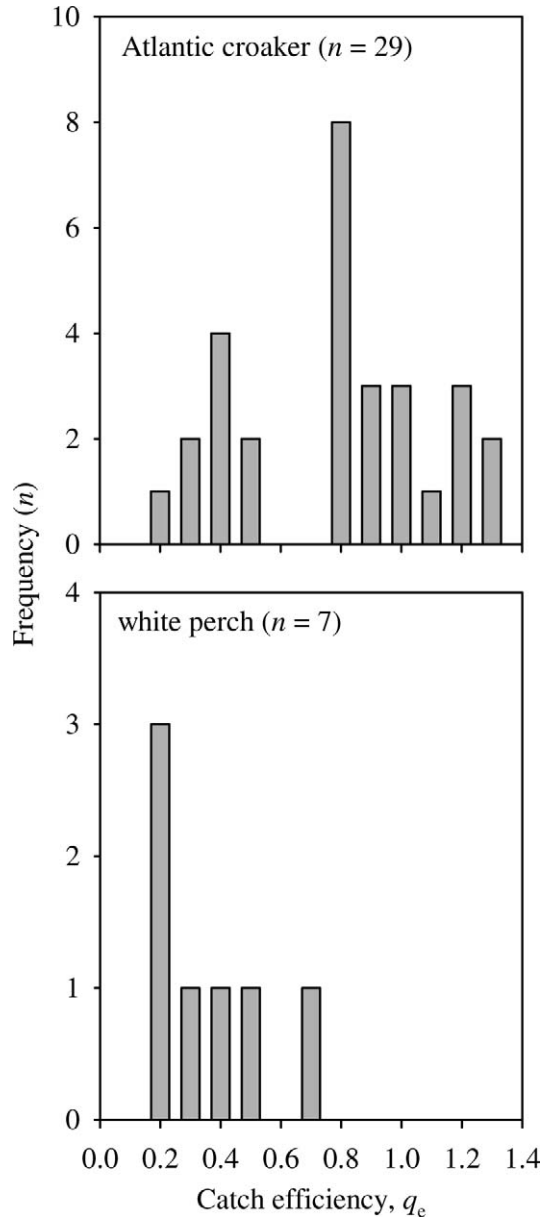 10
Atlantic croaker (n = 29)
8
6
4
2
0
Frequency (n)
4
white perch (n = 7)
3
2
1
0
0.0 0.2 0.4 0.6 0.8 1.0 1.2 1.4
Catch efficiency, qe